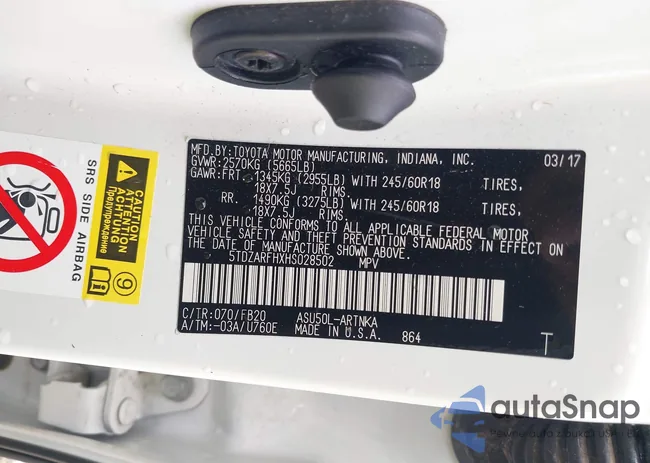 MFD.BY:TOYOTA MOTOR MANUFACTURING, INDIANA, INC. 03/17
GVWR:2570KG (5665LB)
GAWR:FRT. 1345KG (2955LB) WITH 245/60R18 TIRES,
18X7.5J RIMS.
RR. 1490KG (3275LB) WITH 245/60R18 TIRES,
18X7.5J RIMS.
THIS VEHICLE CONFORMS TO ALL APPLICABLE FEDERAL MOTOR
VEHICLE SAFETY AND THEFT PREVENTION STANDARDS IN EFFECT ON
THE DATE OF MANUFACTURE SHOWN ABOVE.
5TDZARFHXHS028502 MPV
C/TR:070/FB20 ASU50L-ARTNKA
A/TM:-03A/U760E MADE IN U.S.A. 864 T
SRS SIDE AIRBAG
CAUTION
ATTENTION
ACHTUNG
Предупреждение
9
autaSnap